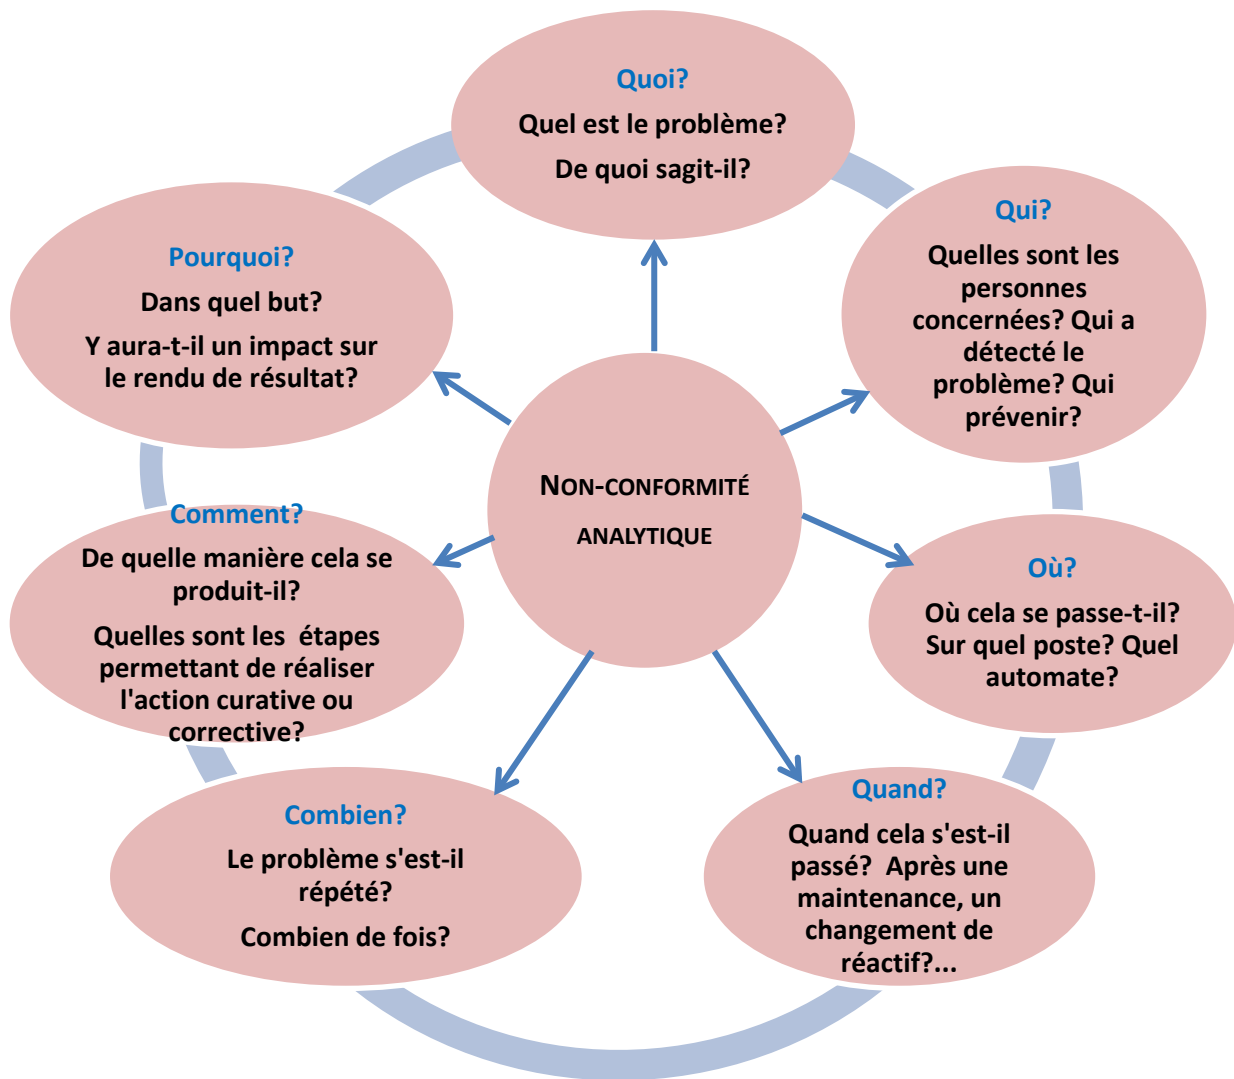 Quoi?
Quel est le problème?
De quoi sagit-il?
Qui?
Quelles sont les
personnes
concernées? Qui a
détecté le
problème? Qui
prévenir?
Pourquoi?
Dans quel but?
Y aura-t-il un impact sur
le rendu de résultat?
NON-CONFORMITÉ
ANALYTIQUE
Comment?
De quelle manière cela se
produit-il?
Quelles sont les  étapes
permettant de réaliser
l'action curative ou
corrective?
Où?
Où cela se passe-t-il?
Sur quel poste? Quel
automate?
Combien?
Le problème s'est-il
répété?
Combien de fois?
Quand?
Quand cela s'est-il
passé?  Après une
maintenance, un
changement de
réactif?...